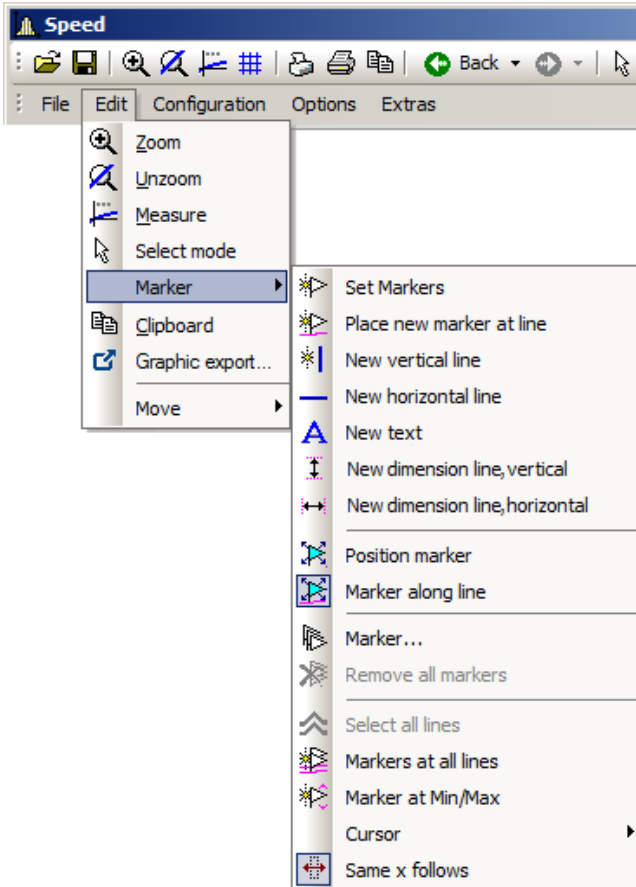 Speed
Back
File Edit Configuration Options Extras
Zoom
Unzoom
Measure
Select mode
Marker
Clipboard
Graphic export...
Move
Set Markers
Place new marker at line
New vertical line
New horizontal line
A New text
New dimension line, vertical
New dimension line, horizontal
Position marker
Marker along line
Marker...
Remove all markers
Select all lines
Markers at all lines
Marker at Min/Max
Cursor
Same x follows